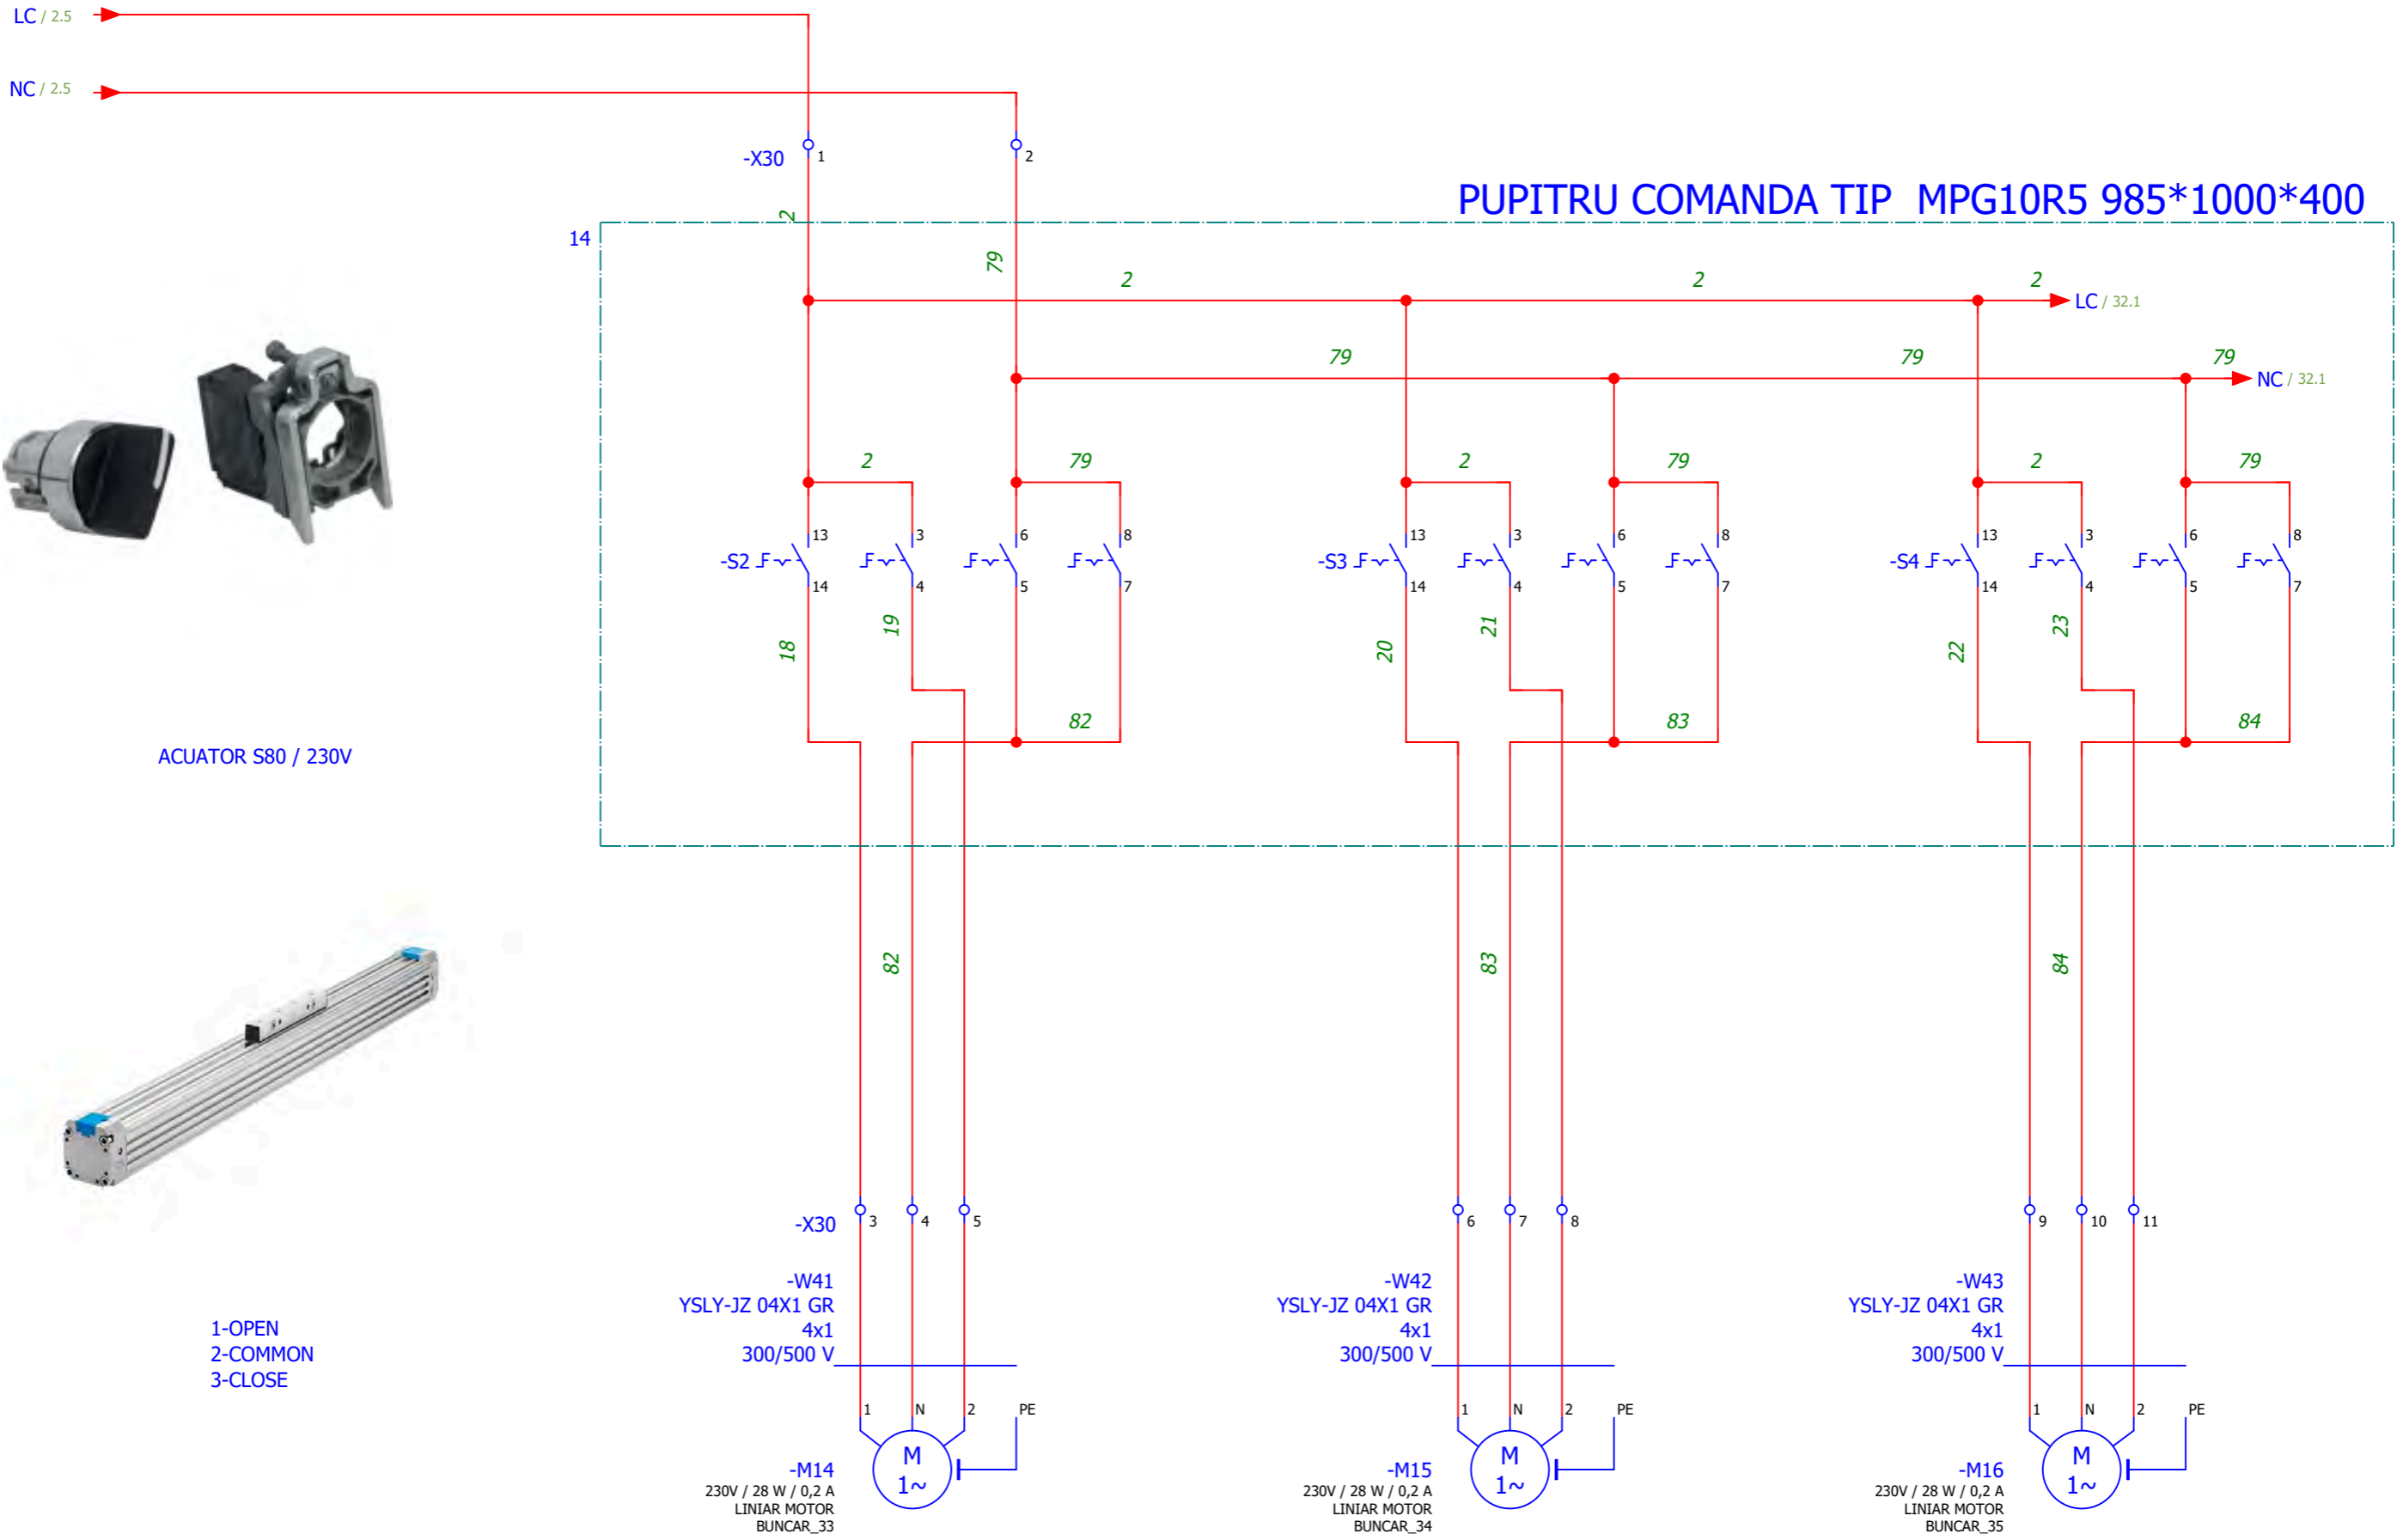 LC / 2.5
NC / 2.5
-X30 1 2
PUPITRU COMANDA TIP MPG10R5 985*1000*400
2
14
79
2 2 2
LC / 32.1
79 79 79
NC / 32.1
2 79 2 79 2 79
13 3 6 8 13 3 6 8 13 3 6 8
-S2 -S3 -S4
14 4 5 7 14 4 5 7 14 4 5 7
18 19 20 21 22 23
82 83 84
ACUATOR S80 / 230V
82 83 84
-X30 3 4 5 6 7 8 9 10 11
-W41 -W42 -W43
YSLY-JZ 04X1 GR YSLY-JZ 04X1 GR YSLY-JZ 04X1 GR
4x1 4x1 4x1
300/500 V 300/500 V 300/500 V
1-OPEN
2-COMMON
3-CLOSE
1 N 2 PE 1 N 2 PE 1 N 2 PE
M M M
-M14 1~ -M15 1~ -M16 1~
230V / 28 W / 0,2 A 230V / 28 W / 0,2 A 230V / 28 W / 0,2 A
LINIAR MOTOR LINIAR MOTOR LINIAR MOTOR
BUNCAR_33 BUNCAR_34 BUNCAR_35